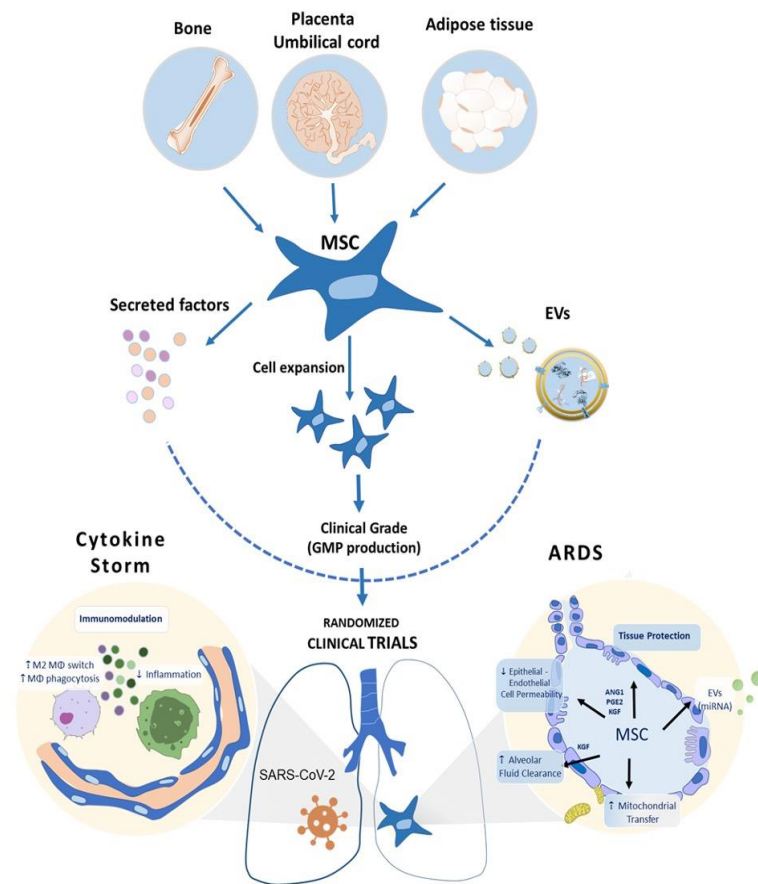 Bone
Placenta
Umbilical cord
Adipose tissue
MSC
Secreted factors
EVs
Cell expansion
Clinical Grade
(GMP production)
Cytokine
Storm
ARDS
RANDOMIZED
CLINICAL TRIALS
Immunomodulation
↑M2 MΦ switch
↑MΦ phagocytosis
↓ Inflammation
SARS-CoV-2
Tissue Protection
↓ Epithelial -
Endothelial
Cell Permeability
ANG1
PGE2
KGF
EVs
(miRNA)
MSC
KGF
↑ Alveolar
Fluid Clearance
↑ Mitochondrial
Transfer